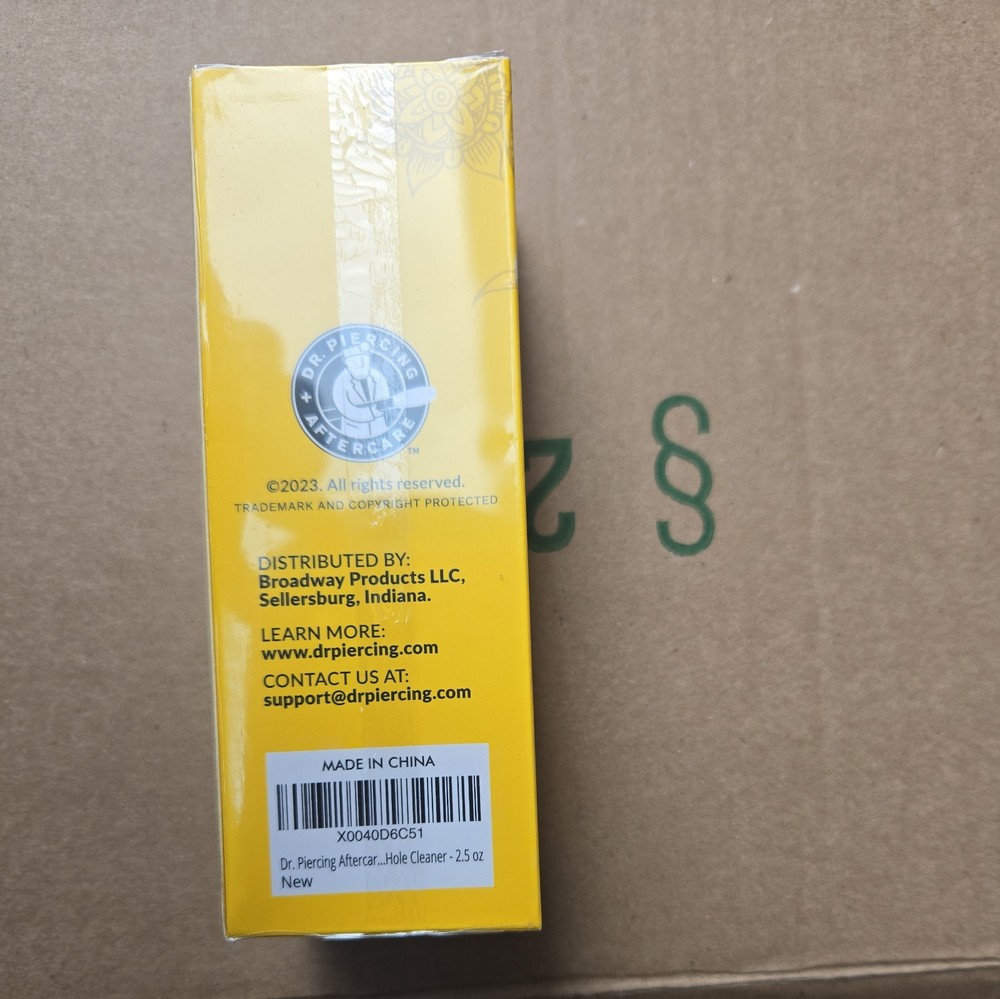 DR. PIERCING
+ AFTERCARE
TM
©2023. All rights reserved.
TRADEMARK AND COPYRIGHT PROTECTED
DISTRIBUTED BY:
Broadway Products LLC,
Sellersburg, Indiana.
LEARN MORE:
www.drpiercing.com
CONTACT US AT:
support@drpiercing.com
MADE IN CHINA
X0040D6C51
Dr. Piercing Aftercar...Hole Cleaner - 2.5 oz
New
2 §